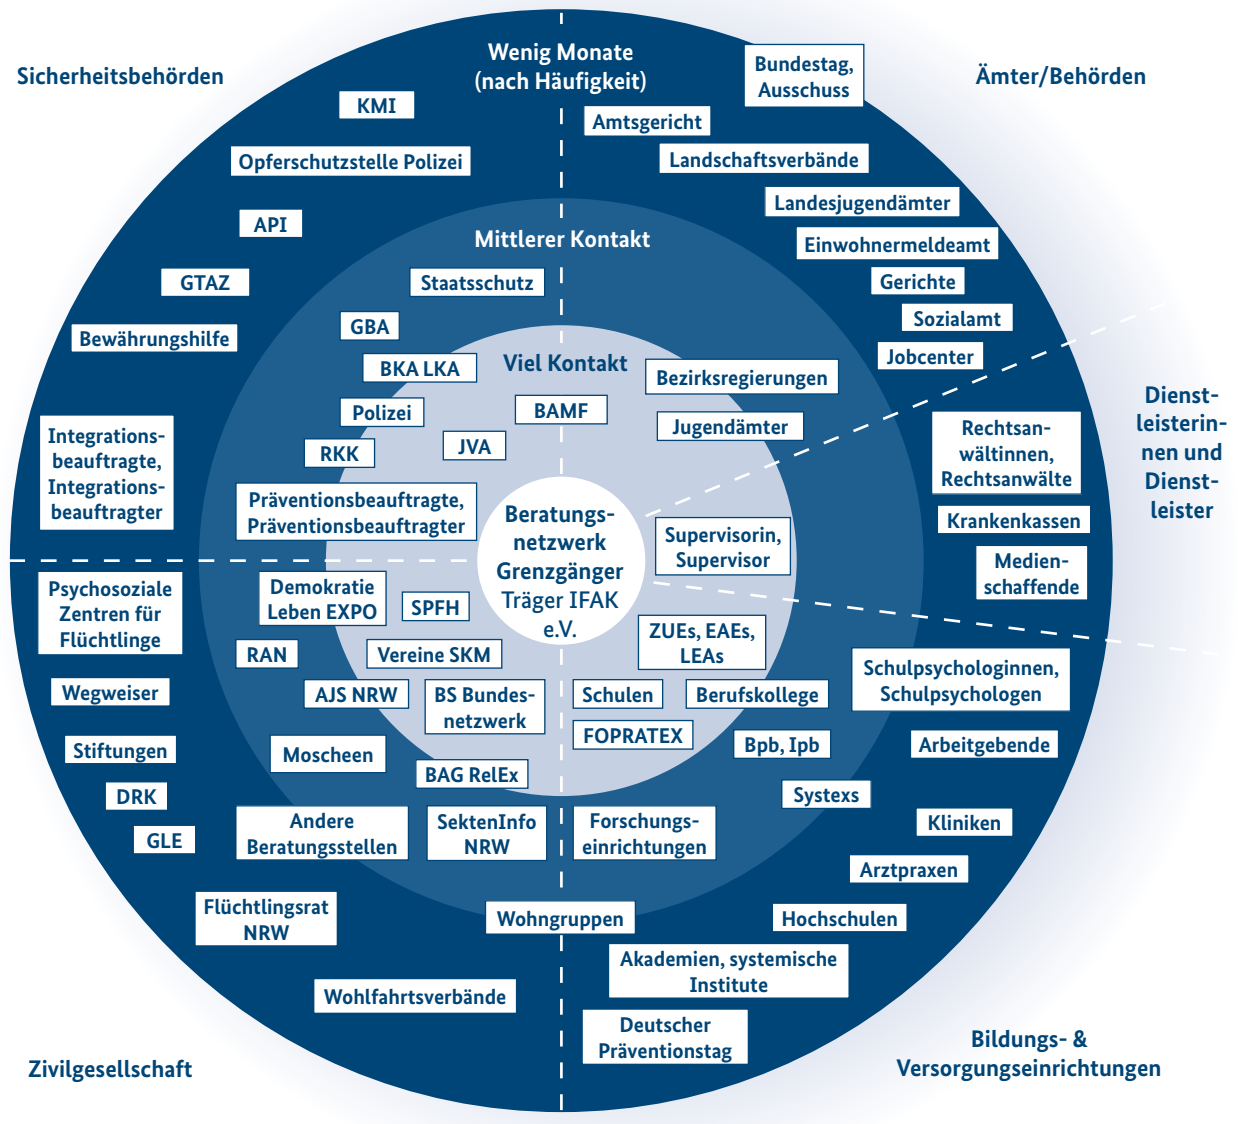 Sicherheitsbehörden
Wenig Monate
(nach Häufigkeit)
Ämter/Behörden
Bundestag,
Ausschuss
KMI
Amtsgericht
Opferschutzstelle Polizei
Landschaftsverbände
API
Landesjugendämter
Mittlerer Kontakt
Einwohnermeldeamt
GTAZ
Staatsschutz
Gerichte
Bewährungshilfe
GBA
Sozialamt
BKA LKA
Viel Kontakt
Bezirksregierungen
Jobcenter
Polizei
BAMF
Jugendämter
RKK
JVA
Dienst-
leisterin-
nen und
Dienst-
leister
Integrations-
beauftragte,
Integrations-
beauftragter
Rechtsan-
wältinnen,
Rechtsanwälte
Präventionsbeauftragte,
Präventionsbeauftragter
Krankenkassen
Beratungs-
netzwerk
Grenzgänger
Träger IFAK
e.V.
Supervisorin,
Supervisor
Medien-
schaffende
Psychosoziale
Zentren für
Flüchtlinge
Demokratie
Leben EXPO
SPFH
ZUEs, EAEs,
LEAs
RAN
Vereine SKM
Schulpsychologinnen,
Schulpsychologen
Wegweiser
AJS NRW
BS Bundes-
netzwerk
Schulen
Berufskollege
Stiftungen
Moscheen
FOPRATEX
Bpb, Ipb
Arbeitgebende
BAG RelEx
DRK
Systexs
GLE
Andere
Beratungsstellen
SektenInfo
NRW
Forschungs-
einrichtungen
Kliniken
Arztpraxen
Flüchtlingsrat
NRW
Wohngruppen
Hochschulen
Akademien, systemische
Institute
Wohlfahrtsverbände
Deutscher
Präventionstag
Zivilgesellschaft
Bildungs- &
Versorgungseinrichtungen